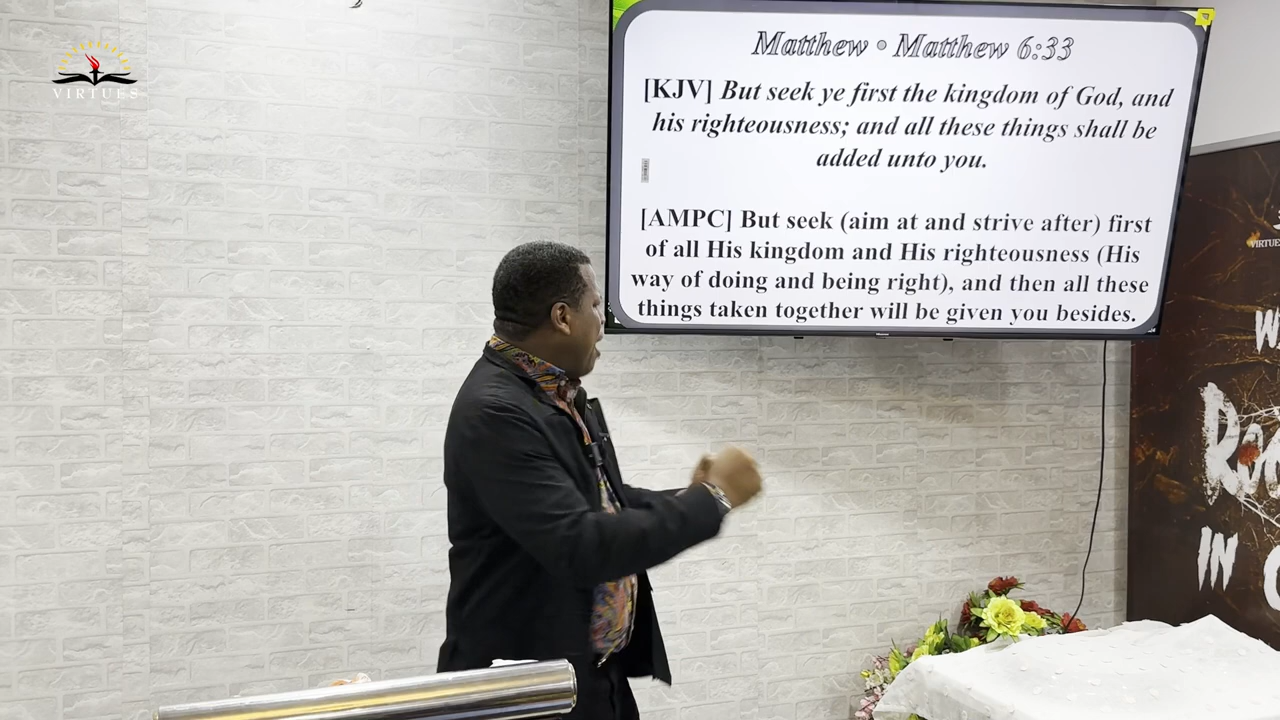 VIRTUES
Matthew • Matthew 6:33
[KJV] But seek ye first the kingdom of God, and
his righteousness; and all these things shall be
added unto you.
[AMPC] But seek (aim at and strive after) first
of all His kingdom and His righteousness (His
way of doing and being right), and then all these
things taken together will be given you besides.
IN